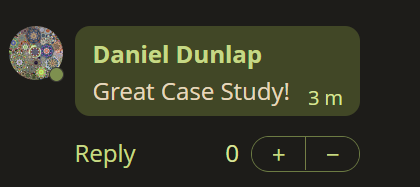 Daniel Dunlap
Great Case Study! 3 m
Reply 0 + −